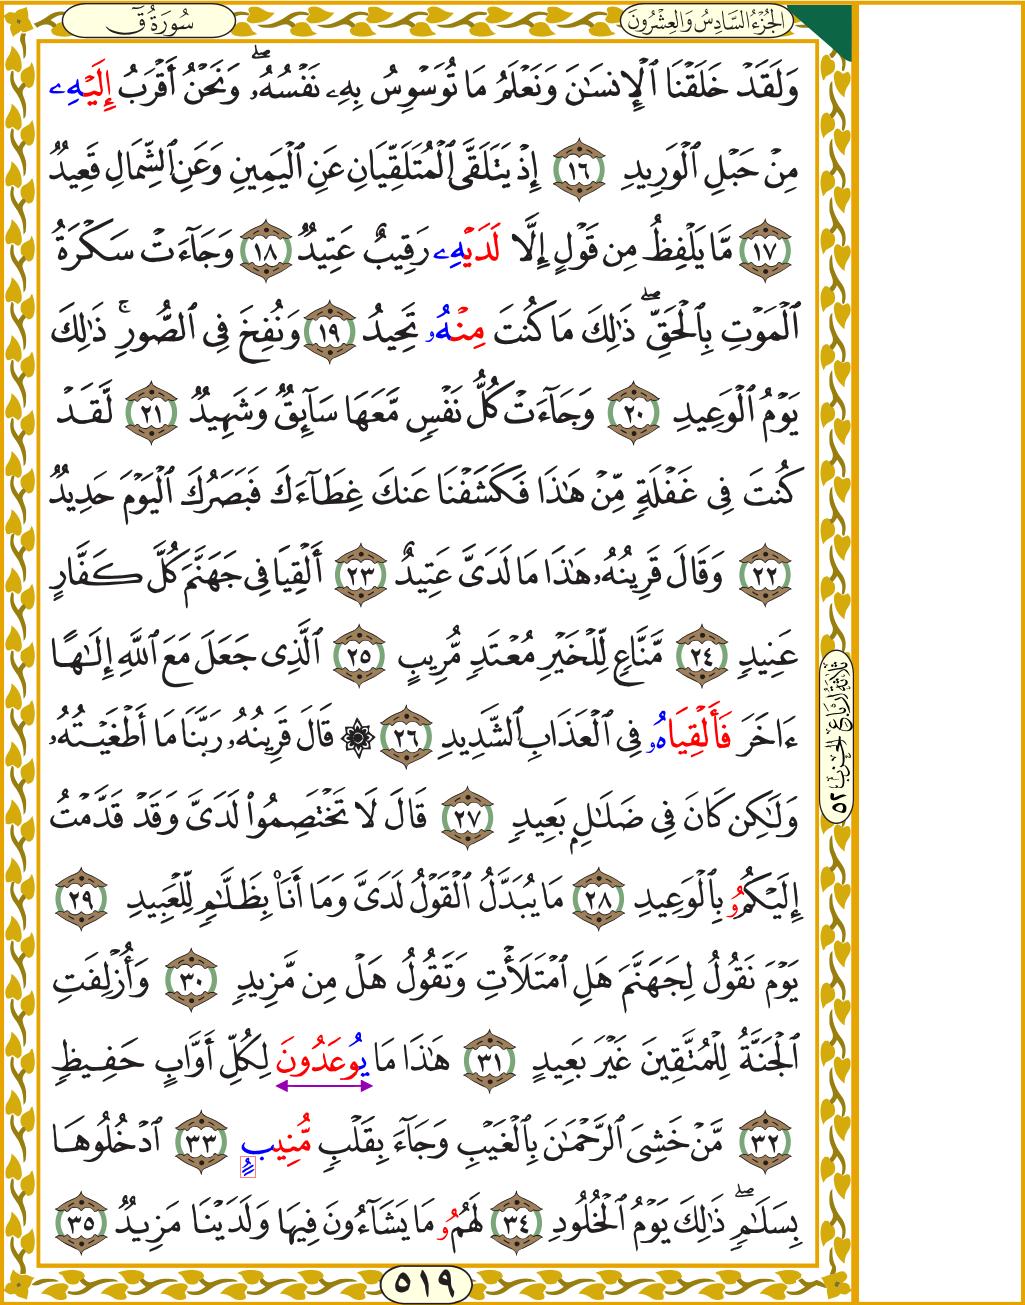 سُورَةُ قٓ
الجُزْءُ السَّادِسُ وَالعِشْرُونَ
وَلَقَدۡ خَلَقۡنَا ٱلۡإِنسَٰنَ وَنَعۡلَمُ مَا تُوَسۡوِسُ بِهِۦ نَفۡسُهُۥۖ وَنَحۡنُ أَقۡرَبُ إِلَيۡهِۦ
مِنۡ حَبۡلِ ٱلۡوَرِيدِ ١٦ إِذۡ يَتَلَقَّى ٱلۡمُتَلَقِّيَانِ عَنِ ٱلۡيَمِينِ وَعَنِ ٱلشِّمَالِ قَعِيدٞ
١٧ مَّا يَلۡفِظُ مِن قَوۡلٍ إِلَّا لَدَيۡهِۦ رَقِيبٌ عَتِيدٞ ١٨ وَجَآءَتۡ سَكۡرَةُ
ٱلۡمَوۡتِ بِٱلۡحَقِّۖ ذَٰلِكَ مَا كُنتَ مِنۡهُۥ تَحِيدُ ١٩ وَنُفِخَ فِي ٱلصُّورِۚ ذَٰلِكَ
يَوۡمُ ٱلۡوَعِيدِ ٢٠ وَجَآءَتۡ كُلُّ نَفۡسٖ مَّعَهَا سَآئِقٞ وَشَهِيدٞ ٢١ لَّقَدۡ
كُنتَ فِي غَفۡلَةٖ مِّنۡ هَٰذَا فَكَشَفۡنَا عَنكَ غِطَآءَكَ فَبَصَرُكَ ٱلۡيَوۡمَ حَدِيدٞ
٢٢ وَقَالَ قَرِينُهُۥ هَٰذَا مَا لَدَيَّ عَتِيدٌ ٢٣ أَلۡقِيَا فِي جَهَنَّمَ كُلَّ كَفَّارٍ
عَنِيدٖ ٢٤ مَّنَّاعٖ لِّلۡخَيۡرِ مُعۡتَدٖ مُّرِيبٍ ٢٥ ٱلَّذِي جَعَلَ مَعَ ٱللَّهِ إِلَٰهًا
ءَاخَرَ فَأَلۡقِيَاهُۥ فِي ٱلۡعَذَابِ ٱلشَّدِيدِ ٢٦ ۞ قَالَ قَرِينُهُۥ رَبَّنَا مَآ أَطۡغَيۡتُهُۥ
وَلَٰكِن كَانَ فِي ضَلَٰلِۭ بَعِيدٖ ٢٧ قَالَ لَا تَخۡتَصِمُواْ لَدَيَّ وَقَدۡ قَدَّمۡتُ
إِلَيۡكُمُۥ بِٱلۡوَعِيدِ ٢٨ مَا يُبَدَّلُ ٱلۡقَوۡلُ لَدَيَّ وَمَآ أَنَا۠ بِظَلَّٰمٖ لِّلۡعَبِيدِ ٢٩
يَوۡمَ نَقُولُ لِجَهَنَّمَ هَلِ ٱمۡتَلَأۡتِ وَتَقُولُ هَلۡ مِن مَّزِيدٖ ٣٠ وَأُزۡلِفَتِ
ٱلۡجَنَّةُ لِلۡمُتَّقِينَ غَيۡرَ بَعِيدٍ ٣١ هَٰذَا مَا يُوعَدُونَ لِكُلِّ أَوَّابٍ حَفِيظٖ
٣٢ مَّنۡ خَشِيَ ٱلرَّحۡمَٰنَ بِٱلۡغَيۡبِ وَجَآءَ بِقَلۡبٖ مُّنِيبٍ ٣٣ ٱدۡخُلُوهَا
بِسَلَٰمٖۖ ذَٰلِكَ يَوۡمُ ٱلۡخُلُودِ ٣٤ لَهُمُۥ مَا يَشَآءُونَ فِيهَا وَلَدَيۡنَا مَزِيدٞ ٣٥
ثَلَاثَةُ أَرْبَاعِ الحِزْبِ ٥٢
٥١٩